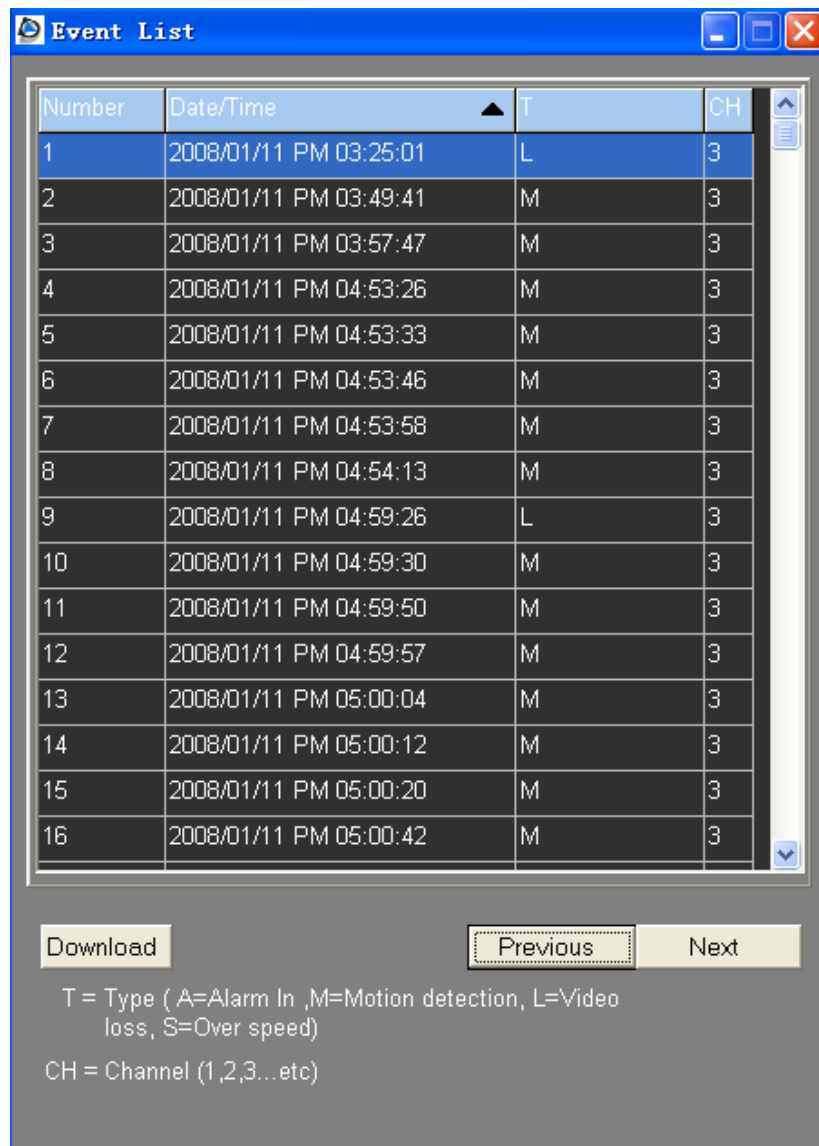 Event List
Number Date/Time T CH
1 2008/01/11 PM 03:25:01 L 3
2 2008/01/11 PM 03:49:41 M 3
3 2008/01/11 PM 03:57:47 M 3
4 2008/01/11 PM 04:53:26 M 3
5 2008/01/11 PM 04:53:33 M 3
6 2008/01/11 PM 04:53:46 M 3
7 2008/01/11 PM 04:53:58 M 3
8 2008/01/11 PM 04:54:13 M 3
9 2008/01/11 PM 04:59:26 L 3
10 2008/01/11 PM 04:59:30 M 3
11 2008/01/11 PM 04:59:50 M 3
12 2008/01/11 PM 04:59:57 M 3
13 2008/01/11 PM 05:00:04 M 3
14 2008/01/11 PM 05:00:12 M 3
15 2008/01/11 PM 05:00:20 M 3
16 2008/01/11 PM 05:00:42 M 3
Download Previous Next
T = Type ( A=Alarm In ,M=Motion detection, L=Video
loss, S=Over speed)
CH = Channel (1,2,3...etc)